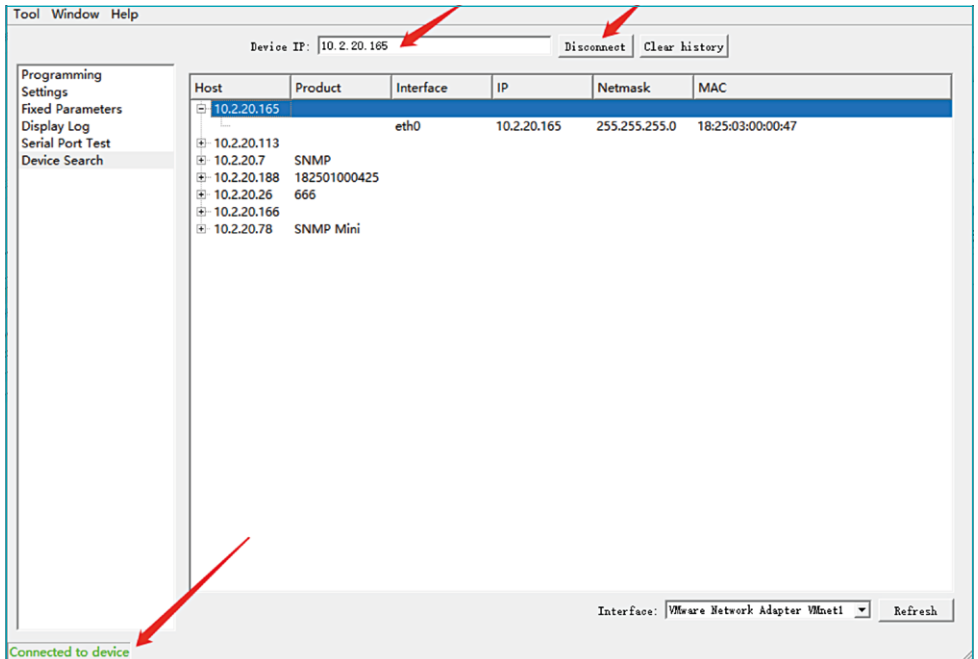 Tool Window Help
Device IP: 10.2.20.165 Disconnect Clear history
Programming
Settings
Fixed Parameters
Display Log
Serial Port Test
Device Search
Host Product Interface IP Netmask MAC
10.2.20.165
eth0 10.2.20.165 255.255.255.0 18:25:03:00:00:47
10.2.20.113
10.2.20.7 SNMP
10.2.20.188 182501000425
10.2.20.26 666
10.2.20.166
10.2.20.78 SNMP Mini
Interface: VMware Network Adapter VMnet1 Refresh
Connected to device